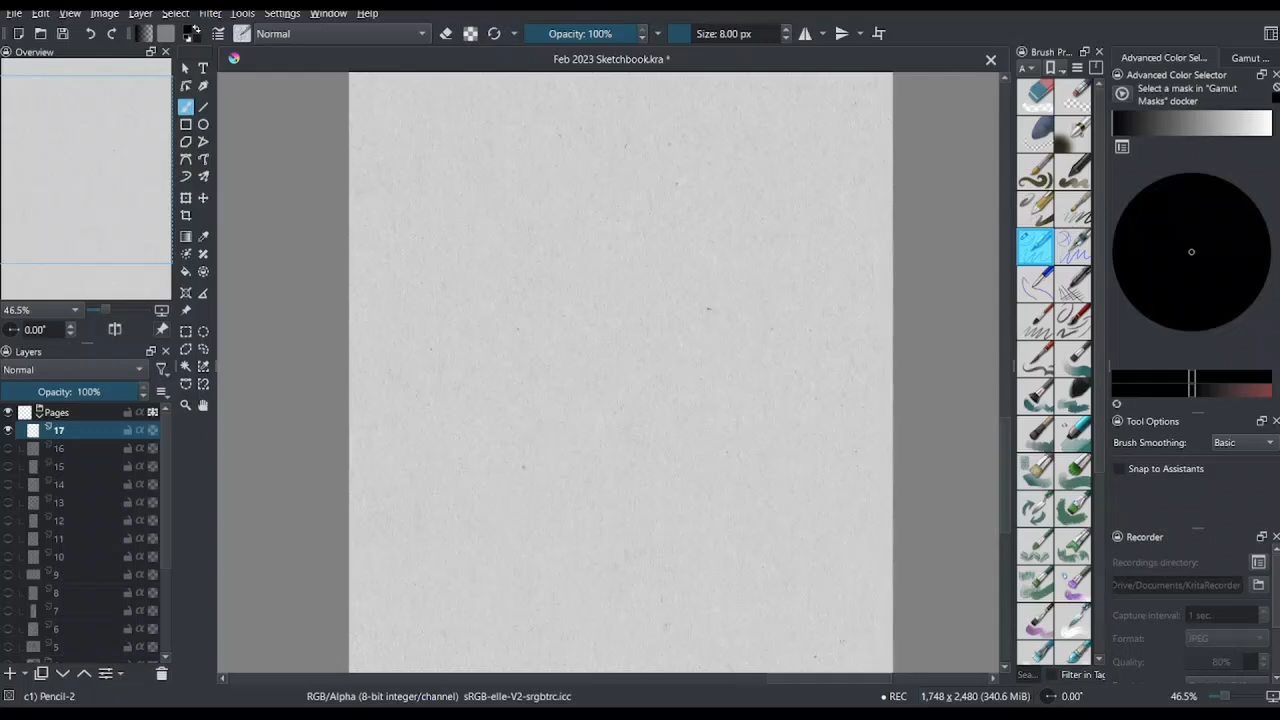 File Edit View Image Layer Select Filter Tools Settings Window Help
Normal
Opacity: 100%
Size: 8.00 px
Overview
Feb 2023 Sketchbook.kra *
46.5%
0.00°
Layers
Normal
Opacity: 100%
Pages
17
16
15
14
13
12
11
10
9
8
7
6
5
Brush Pr...
A
Sea...
Filter in Tag
Advanced Color Sel...
Gamut ...
Advanced Color Selector
Select a mask in "Gamut
Masks" docker
Tool Options
Brush Smoothing:
Basic
Snap to Assistants
Recorder
Recordings directory:
Drive/Documents/KritaRecorder
Capture interval:
1 sec.
Format:
JPEG
Quality:
80%
c1) Pencil-2
RGB/Alpha (8-bit integer/channel) sRGB-elle-V2-srgbtrc.icc
REC
1,748 x 2,480 (340.6 MiB)
0.00°
46.5%